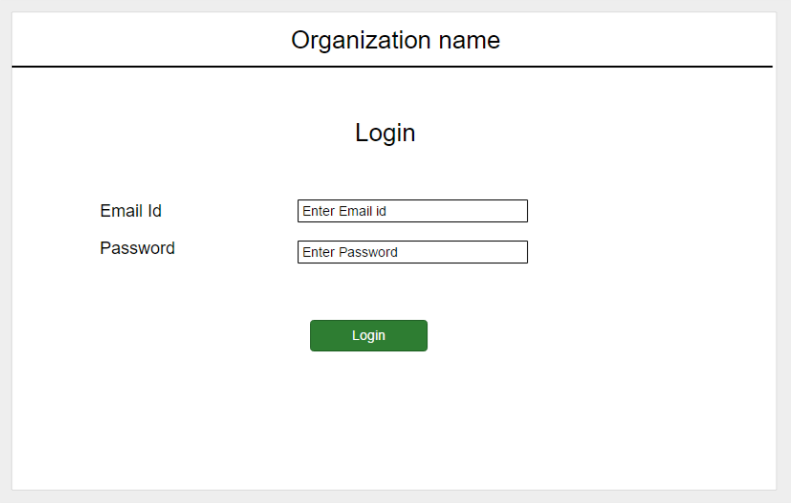 Organization name
Login
Email Id Enter Email id
Password Enter Password
Login